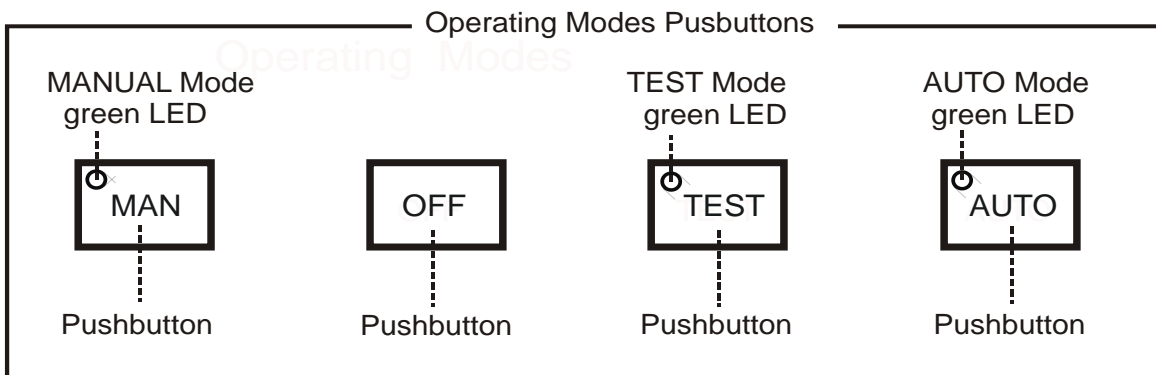 Operating Modes Pusbuttons
Operating Modes
MANUAL Mode
green LED
TEST Mode
green LED
AUTO Mode
green LED
MAN
OFF
TEST
AUTO
Pushbutton
Pushbutton
Pushbutton
Pushbutton